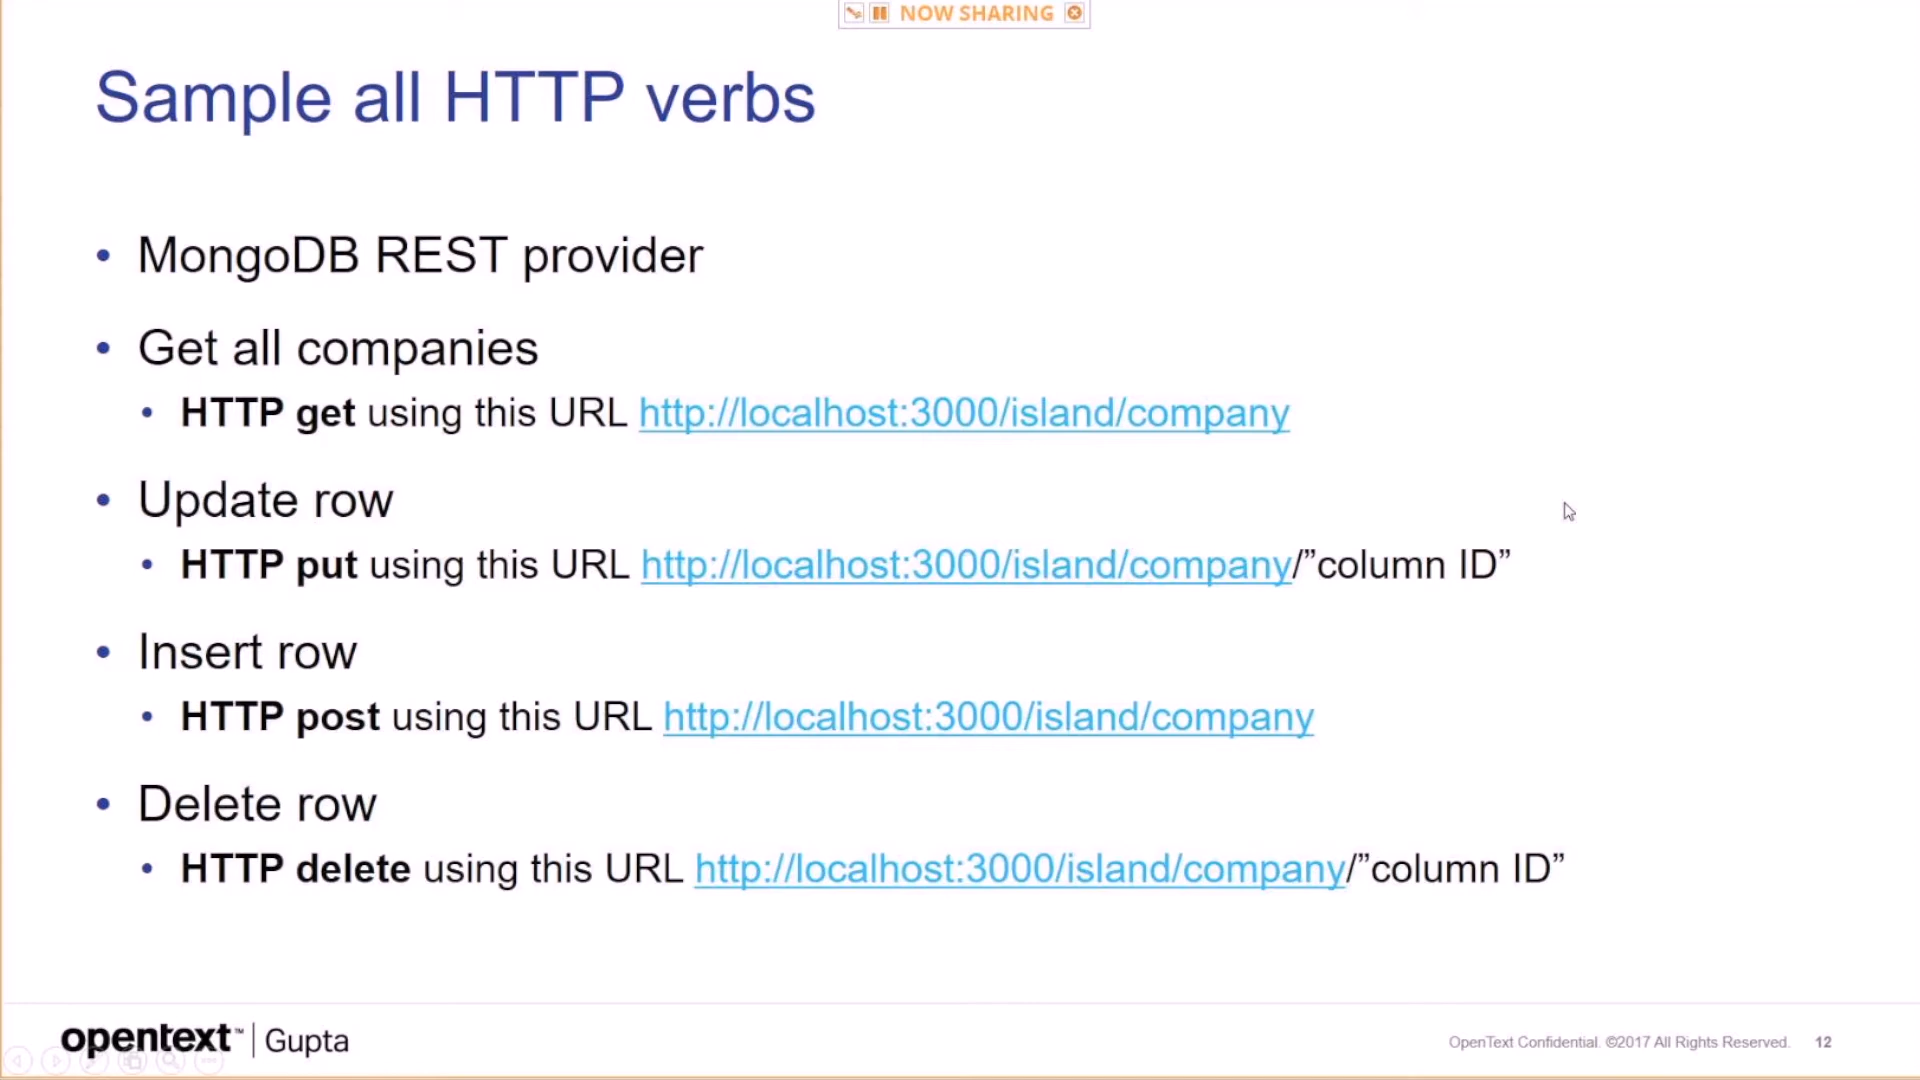 NOW SHARING
Sample all HTTP verbs
• MongoDB REST provider
• Get all companies
• HTTP get using this URL http://localhost:3000/island/company
• Update row
• HTTP put using this URL http://localhost:3000/island/company/”column ID”
• Insert row
• HTTP post using this URL http://localhost:3000/island/company
• Delete row
• HTTP delete using this URL http://localhost:3000/island/company/”column ID”
opentext™ | Gupta
OpenText Confidential. ©2017 All Rights Reserved. 12